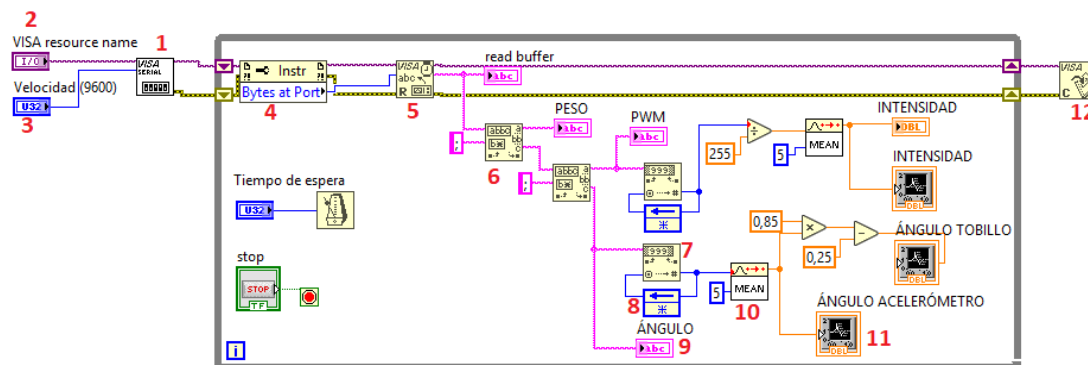 2
VISA resource name
I/O
1
VISA
SERIAL
Velocidad (9600)
U32
3
Instr
Bytes at Port
4
VISA
abc
R
5
read buffer
abc
PESO
abc
PWM
abc
255
÷
5
MEAN
INTENSIDAD
DBL
INTENSIDAD
DBL
VISA
C
12
;
6
;
Tiempo de espera
U32
7
8
5
MEAN
10
0,85
×
0,25
−
ÁNGULO TOBILLO
DBL
ÁNGULO ACELERÓMETRO
DBL
11
stop
STOP
TF
ÁNGULO
abc
9
i